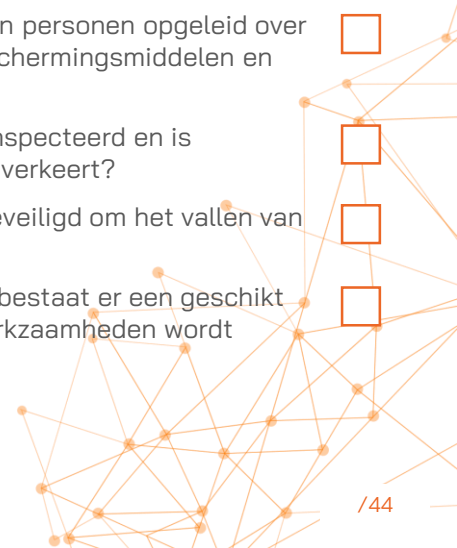 n personen opgeleid over
chermingsmiddelen en
nspecteerd en is
verkeert?
eveiligd om het vallen van
bestaat er een geschikt
rkzaamheden wordt
/44